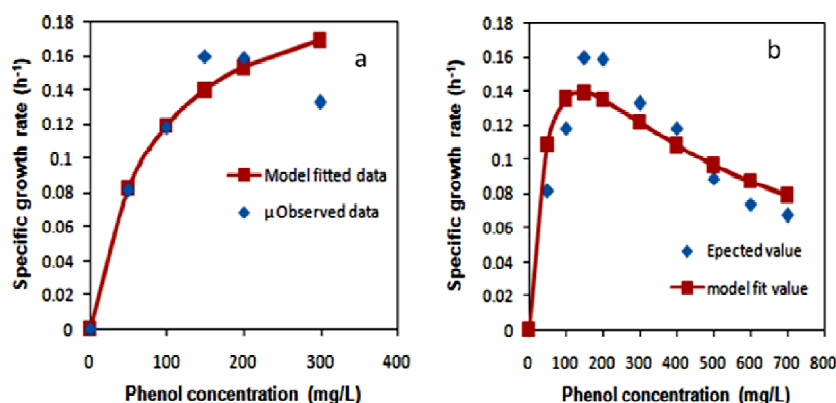 a
Specific growth rate (h⁻¹)
0.18
0.16
0.14
0.12
0.1
0.08
0.06
0.04
0.02
0
Model fitted data
μ Observed data
0 100 200 300 400
Phenol concentration (mg/L)
b
Specific growth rate (h⁻¹)
0.18
0.16
0.14
0.12
0.1
0.08
0.06
0.04
0.02
0
Epected value
model fit value
0 100 200 300 400 500 600 700 800
Phenol concentration (mg/L)